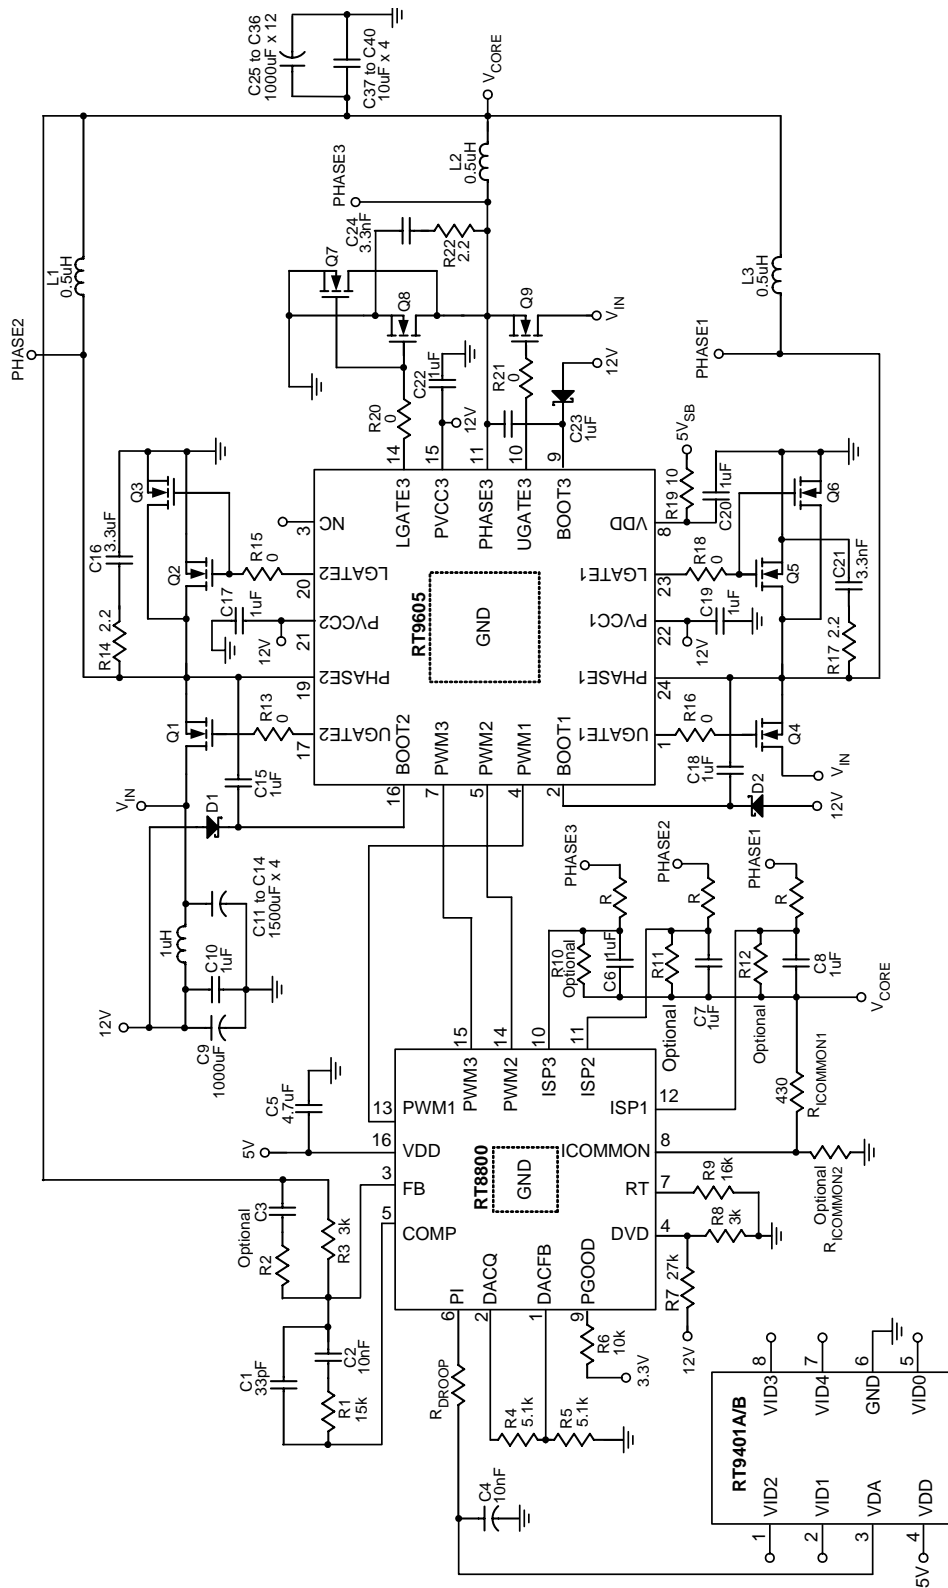 12V
C9
1000uF
C10
1uF
1uH
C11 to C14
1500uF x 4
V_IN
D1
C15
1uF
Q1
R13
0
R14 2.2
C16
3.3uF
Q2
Q3
R15
0
C17
1uF
12V
PHASE2
L1
0.5uH
C25 to C36
1000uF x 12
C37 to C40
10uF x 4
V_CORE
C5
4.7uF
5V
Optional
C3
R2
R3
3k
C1
33pF
C2
10nF
R1
15k
RT8800
GND
13 PWM1
16 VDD
3 FB
5 COMP
15 PWM3
14 PWM2
10 ISP3
11 ISP2
12 ISP1
8 ICOMMON
7 RT
4 DVD
6 PI
2 DACQ
1 DACFB
9 PGOOD
R_DROOP
C4
10nF
R4
5.1k
R5
5.1k
R6
10k
3.3V
R7 27k
12V
R8
3k
R9
16k
Optional
R_ICOMMON2
430
R_ICOMMON1
V_CORE
PHASE3
R
R10
Optional
C6
1uF
PHASE2
R
R11
Optional
C7
1uF
PHASE1
R
R12
Optional
C8
1uF
RT9605
GND
17 UGATE2
19 PHASE2
21 PVCC2
20 LGATE2
3 NC
16 BOOT2
7 PWM3
5 PWM2
4 PWM1
2 BOOT1
14 LGATE3
15 PVCC3
11 PHASE3
10 UGATE3
9 BOOT3
1 UGATE1
24 PHASE1
22 PVCC1
23 LGATE1
8 VDD
R20
0
C22
1uF
12V
R21
0
C23
1uF
12V
Q7
Q8
Q9
V_IN
C24
3.3nF
R22
2.2
PHASE3
L2
0.5uH
R16
0
C18
1uF
D2
12V
Q4
V_IN
12V
C19
1uF
R18
0
R19 10
5V_SB
C20
1uF
Q5
Q6
R17 2.2
C21
3.3nF
PHASE1
L3
0.5uH
RT9401A/B
1 VID2
2 VID1
3 VDA
4 VDD
5V
8 VID3
7 VID4
6 GND
5 VID0